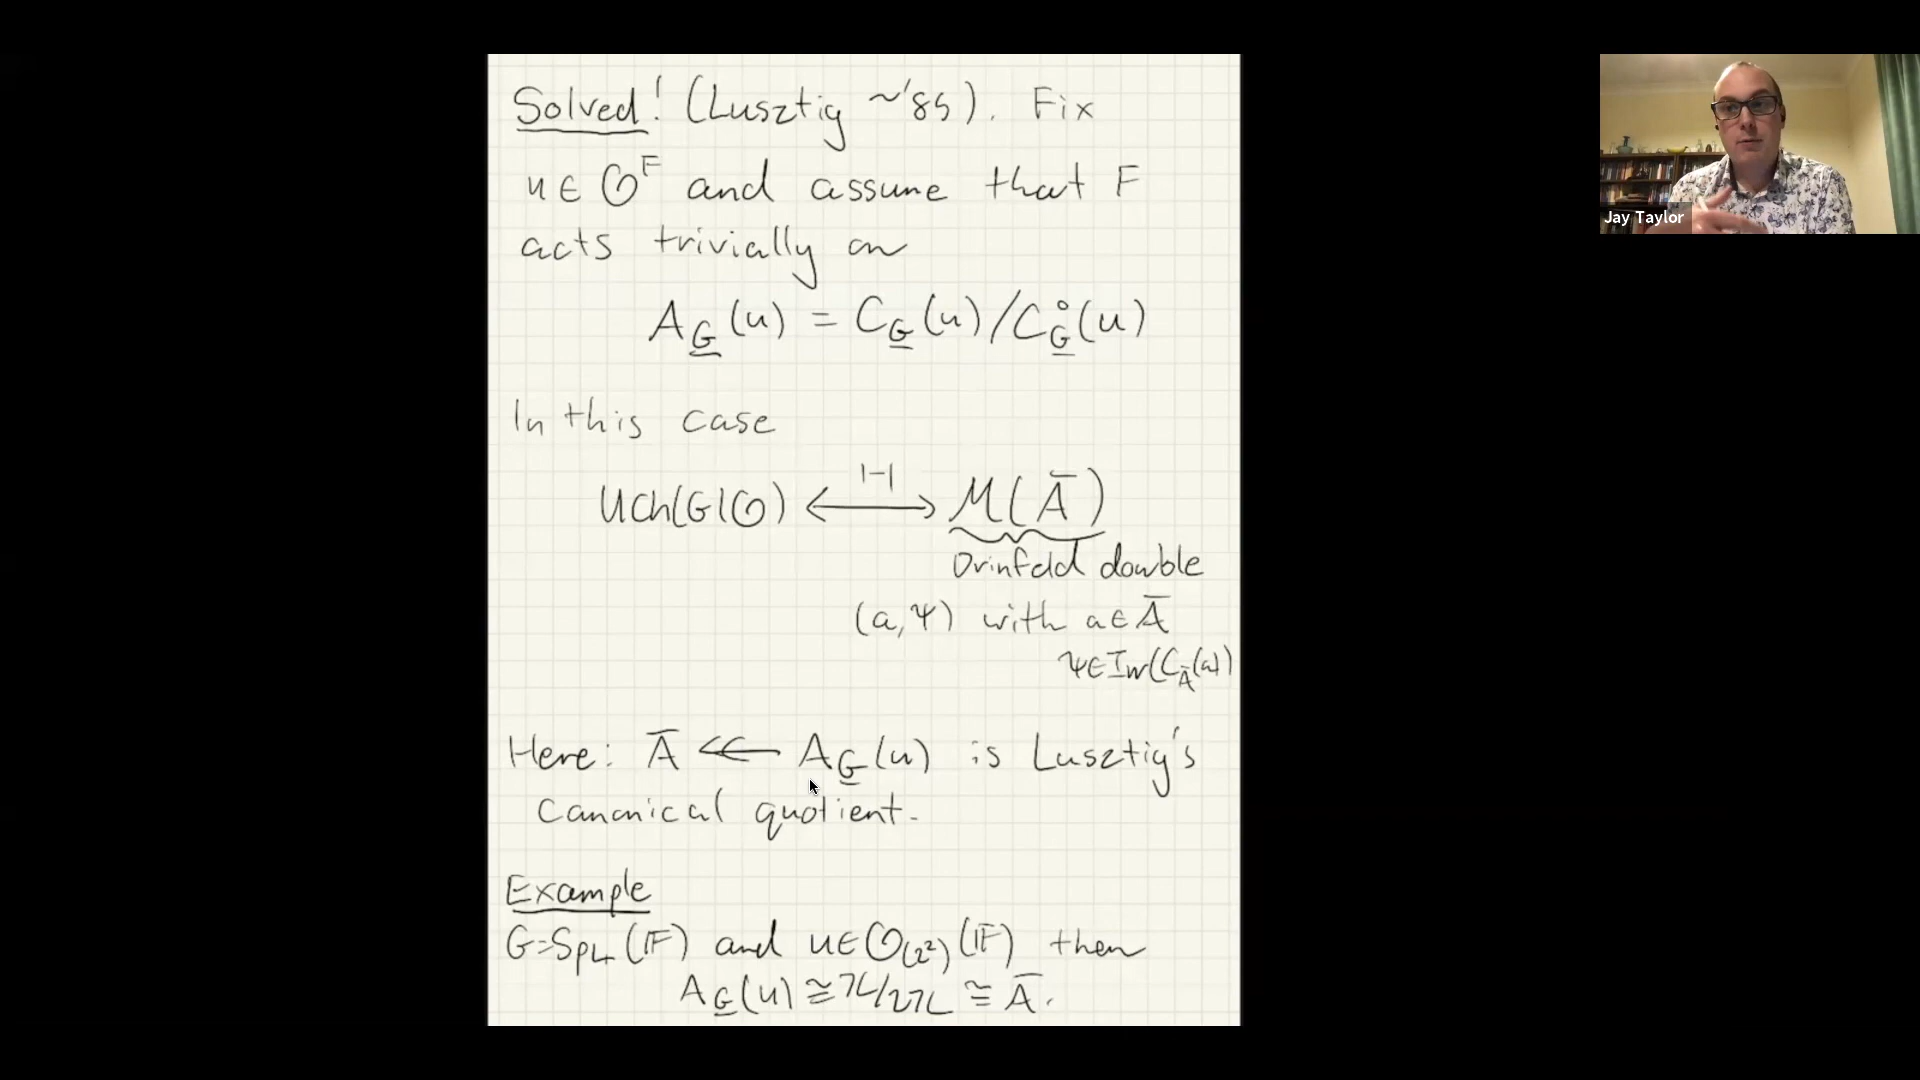 Solved! (Lusztig ~'85). Fix
u ∈ 𝒪^F and assume that F
acts trivially on
A_G(u) = C_G(u)/C°_G(u)
In this case
UCh(G|𝒪) ⟷ M(Ā)
1-1
Drinfeld double
(a,Ψ) with a∈Ā
Ψ∈Irr(C_Ā(a))
Here: Ā ↞ A_G(u) is Lusztig's
Canonical quotient.
Example
G=Sp₄(𝔽) and u∈𝒪_(2²)(𝔽) then
A_G(u) ≅ ℤ/2ℤ ≅ Ā.
Jay Taylor